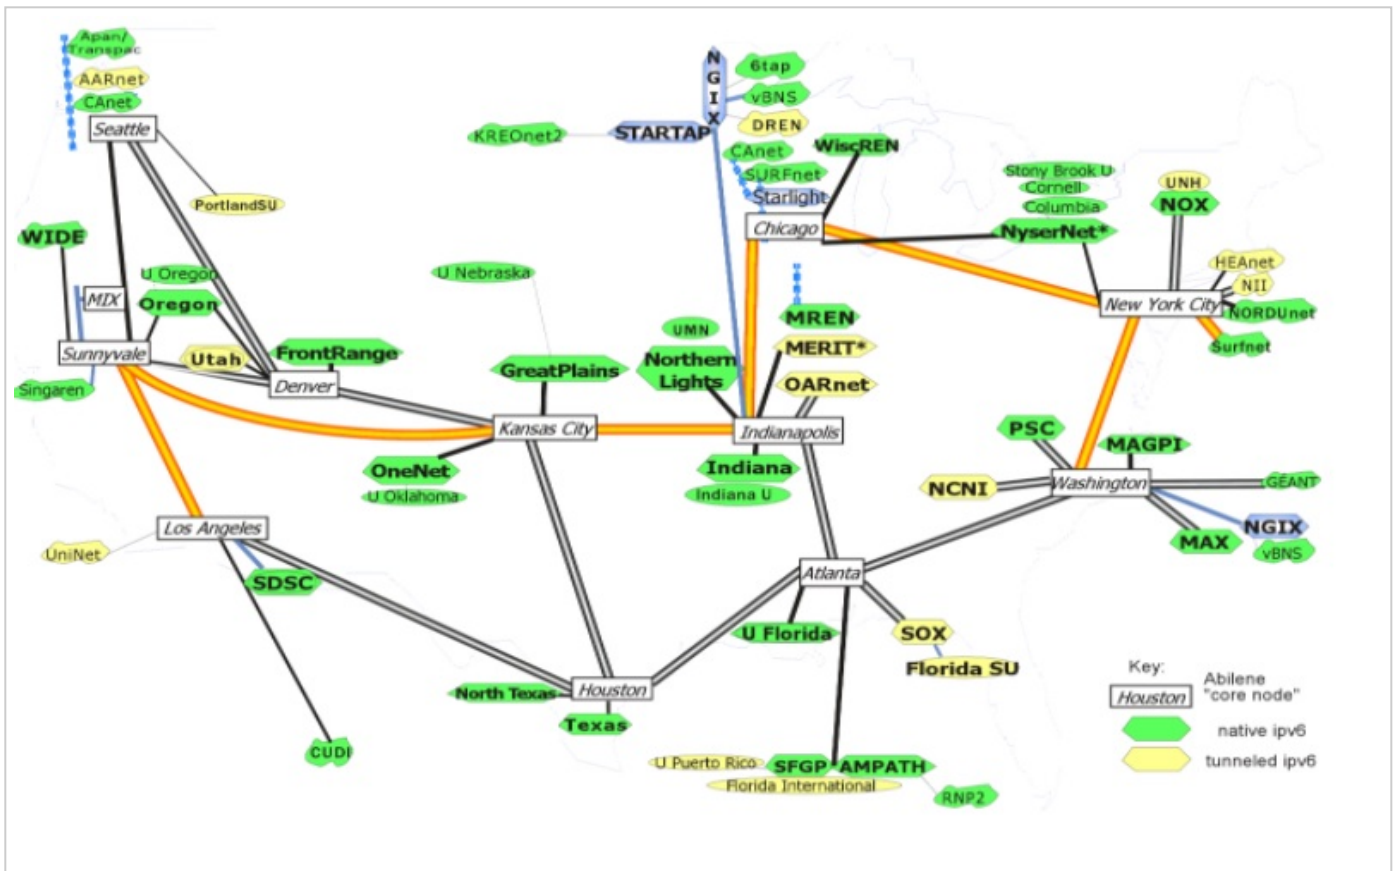 Apan/
Transpac
AARnet
CAnet
Seattle
PortlandSU
WIDE
MIX
U Oregon
Oregon
Sunnyvale
Singaren
Utah
FrontRange
Denver
KREOnet2
STARTAP
NGIX
6tap
vBNS
DREN
CAnet
SURFnet
Starlight
WiscREN
Chicago
Stony Brook U
Cornell
Columbia
NyserNet*
UNH
NOX
HEAnet
NII
New York City
NORDUnet
Surfnet
U Nebraska
GreatPlains
Kansas City
OneNet
U Oklahoma
UMN
Northern
Lights
MREN
MERIT*
OARnet
Indianapolis
Indiana
Indiana U
PSC
MAGPI
NCNI
Washington
GEANT
NGIX
vBNS
MAX
Los Angeles
UniNet
SDSC
CUDI
Atlanta
U Florida
SOX
Florida SU
North Texas
Houston
Texas
U Puerto Rico
SFGP
AMPATH
Florida International
RNP2
Key:
Houston
Abilene
"core node"
native ipv6
tunneled ipv6